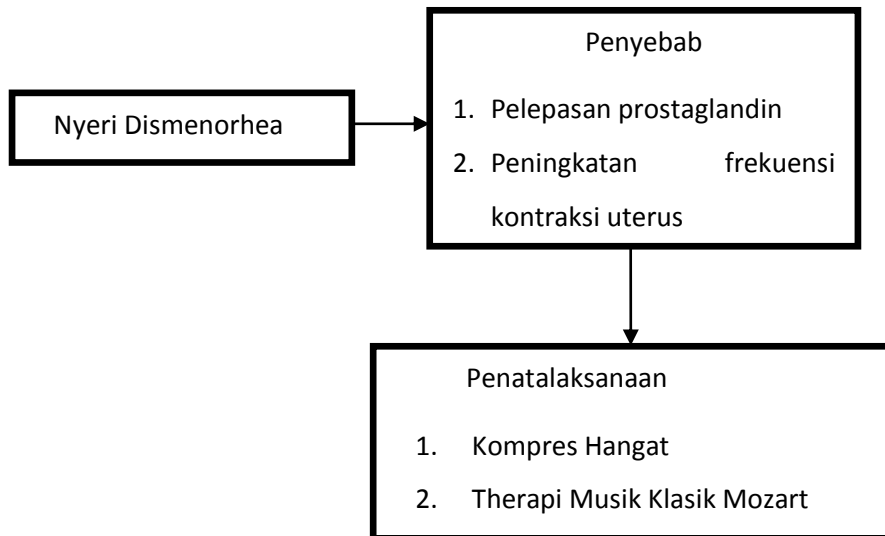 Penyebab
Nyeri Dismenorhea
1. Pelepasan prostaglandin
2. Peningkatan frekuensi
kontraksi uterus
Penatalaksanaan
1. Kompres Hangat
2. Therapi Musik Klasik Mozart